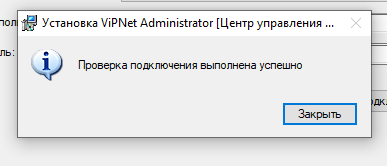 Установка ViPNet Administrator [Центр управления ...
Проверка подключения выполнена успешно
Закрыть